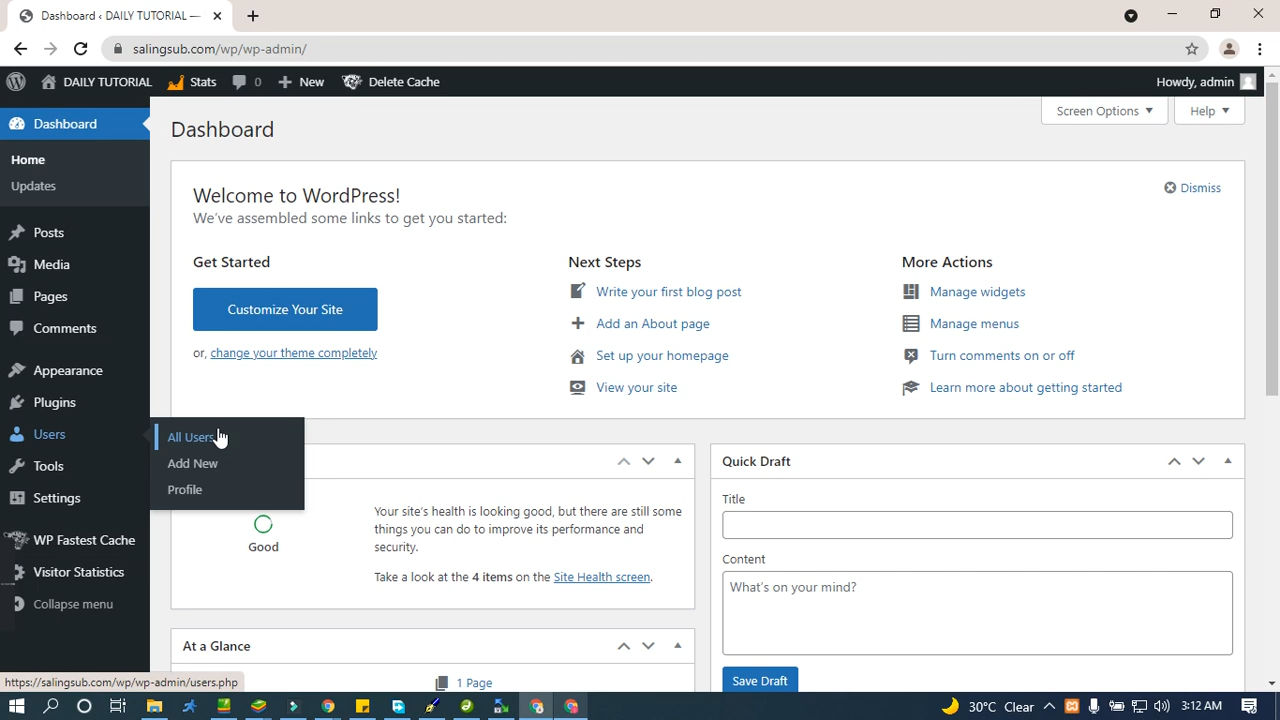 Dashboard ‹ DAILY TUTORIAL —
salingsub.com/wp/wp-admin/
DAILY TUTORIAL Stats 0 New Delete Cache Howdy, admin
Dashboard
Home
Updates
Posts
Media
Pages
Comments
Appearance
Plugins
Users
Tools
Settings
WP Fastest Cache
Visitor Statistics
Collapse menu
All Users
Add New
Profile
Screen Options Help
Dashboard
Welcome to WordPress!
Dismiss
We've assembled some links to get you started:
Get Started
Customize Your Site
or, change your theme completely
Next Steps
Write your first blog post
Add an About page
Set up your homepage
View your site
More Actions
Manage widgets
Manage menus
Turn comments on or off
Learn more about getting started
Good
Your site's health is looking good, but there are still some
things you can do to improve its performance and
security.
Take a look at the 4 items on the Site Health screen.
At a Glance
1 Page
Quick Draft
Title
Content
What's on your mind?
Save Draft
https://salingsub.com/wp/wp-admin/users.php
30°C Clear 3:12 AM